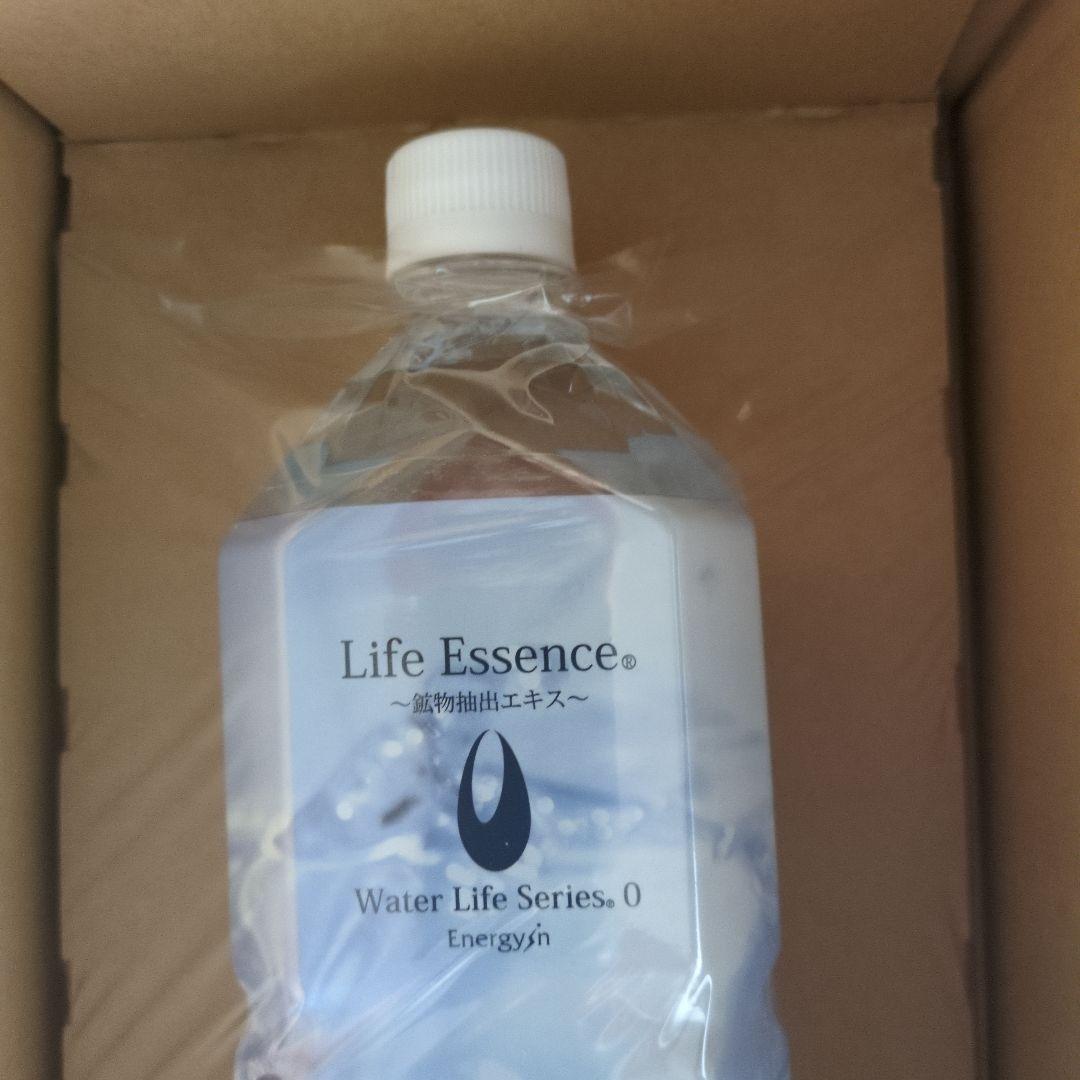 Life Essence®
～鉱物抽出エキス～
Water Life Series® 0
Energysin